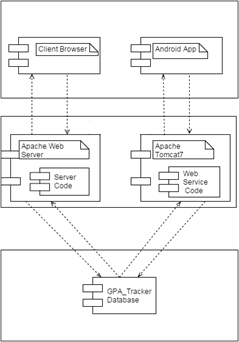 Client Browser
Android App
Apache Web
Server
Apache
Tomcat7
Server
Code
Web
Service
Code
GPA_Tracker
Database